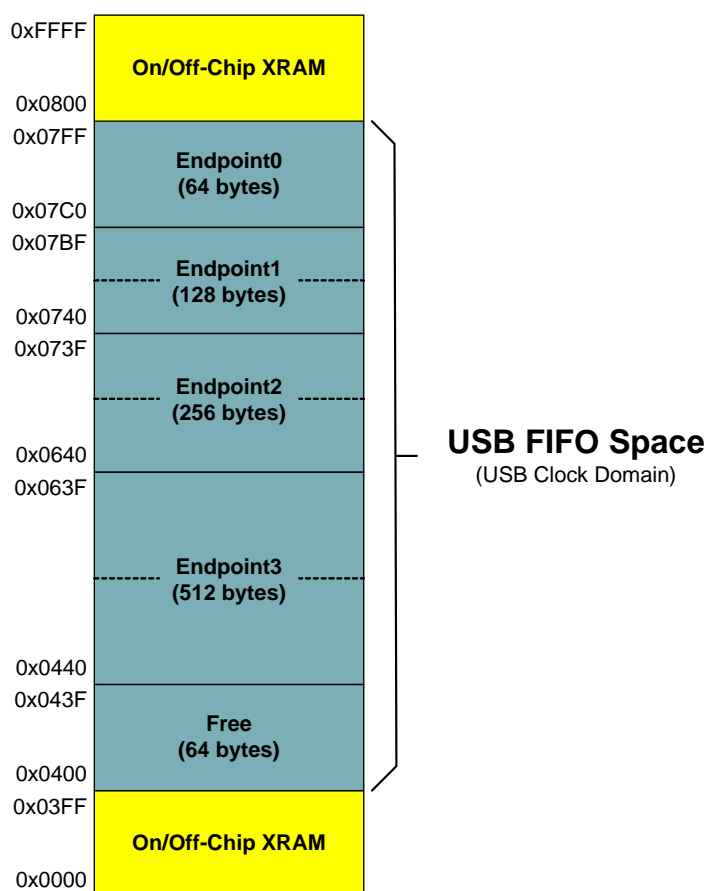 0xFFFF
On/Off-Chip XRAM
0x0800
0x07FF
Endpoint0
(64 bytes)
0x07C0
0x07BF
Endpoint1
(128 bytes)
0x0740
0x073F
Endpoint2
(256 bytes)
0x0640
0x063F
Endpoint3
(512 bytes)
0x0440
0x043F
Free
(64 bytes)
0x0400
0x03FF
On/Off-Chip XRAM
0x0000
USB FIFO Space
(USB Clock Domain)